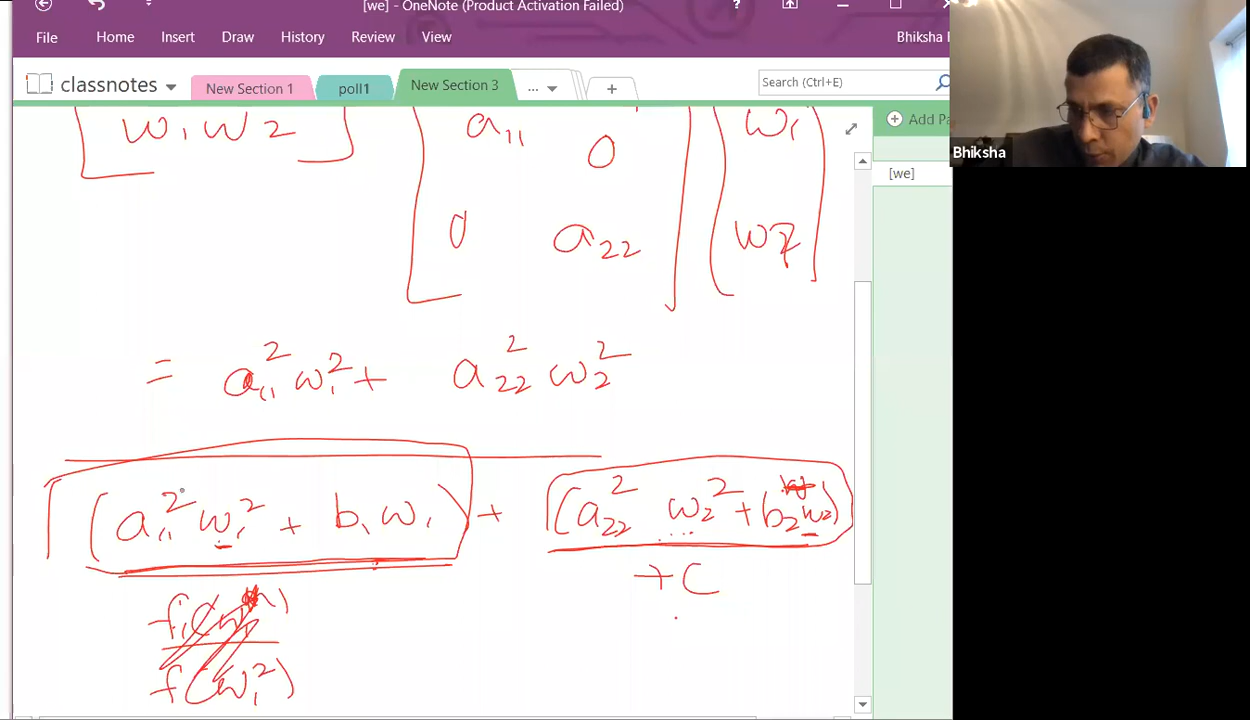 [we] - OneNote (Product Activation Failed) ?
File Home Insert Draw History Review View Bhiksha
classnotes New Section 1 poll1 New Section 3 ... + Search (Ctrl+E)
Add Pa
[we]
Bhiksha
[ w₁ w₂ ] [ a₁₁ 0 ] [ w₁ ]
0 a₂₂ w₂
= a₁₁² w₁² + a₂₂² w₂²
(a₁₁² w₁² + b₁ w₁) + (a₂₂² w₂² + b₂ w₂)
+ C
f(w₁²)